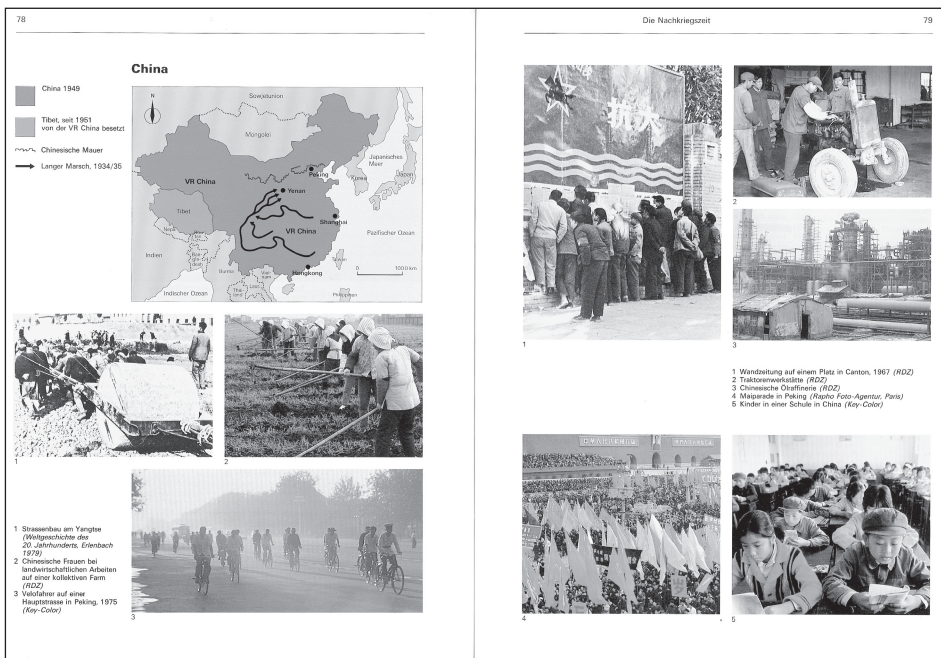 78
China
China 1949
Tibet, seit 1951
von der VR China besetzt
Chinesische Mauer
Langer Marsch, 1934/35
N
Sowjetunion
Mongolei
Japanisches
Meer
Japan
Korea
Peking
VR China
Yenan
Tibet
Shanghai
Nepal
VR China
Pazifischer Ozean
Indien
Taiwan
Burma
Hongkong
0 1000 km
Indischer Ozean
Philippinen
1
2
1 Strassenbau am Yangtse
(Weltgeschichte des
20. Jahrhunderts, Erlenbach
1979)
2 Chinesische Frauen bei
landwirtschaftlichen Arbeiten
auf einer kollektiven Farm
(RDZ)
3 Velofahrer auf einer
Hauptstrasse in Peking, 1975
(Key-Color)
3
Die Nachkriegszeit
79
1
2
3
1 Wandzeitung auf einem Platz in Canton, 1967 (RDZ)
2 Traktorenwerkstätte (RDZ)
3 Chinesische Ölraffinerie (RDZ)
4 Maiparade in Peking (Rapho Foto-Agentur, Paris)
5 Kinder in einer Schule in China (Key-Color)
4
5